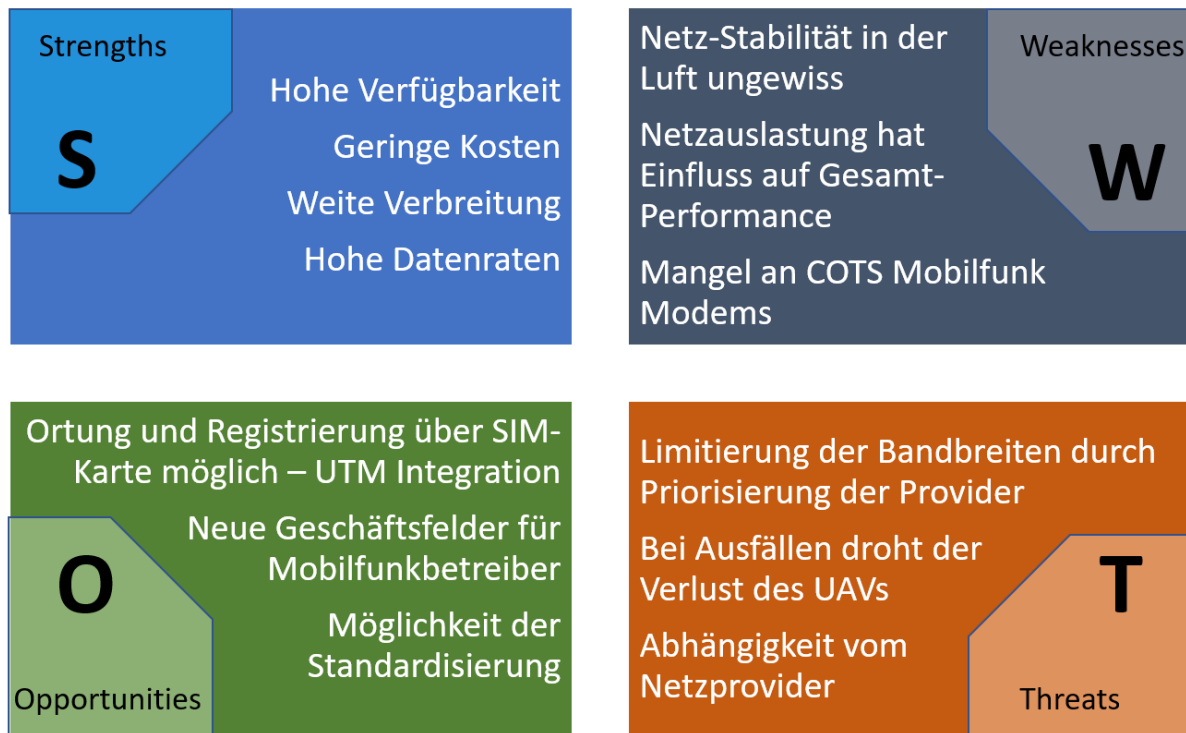 Strengths
S
Hohe Verfügbarkeit
Geringe Kosten
Weite Verbreitung
Hohe Datenraten
Weaknesses
W
Netz-Stabilität in der
Luft ungewiss
Netzauslastung hat
Einfluss auf Gesamt-
Performance
Mangel an COTS Mobilfunk
Modems
Ortung und Registrierung über SIM-
Karte möglich – UTM Integration
Neue Geschäftsfelder für
Mobilfunkbetreiber
Möglichkeit der
Standardisierung
O
Opportunities
Limitierung der Bandbreiten durch
Priorisierung der Provider
Bei Ausfällen droht der
Verlust des UAVs
Abhängigkeit vom
Netzprovider
T
Threats